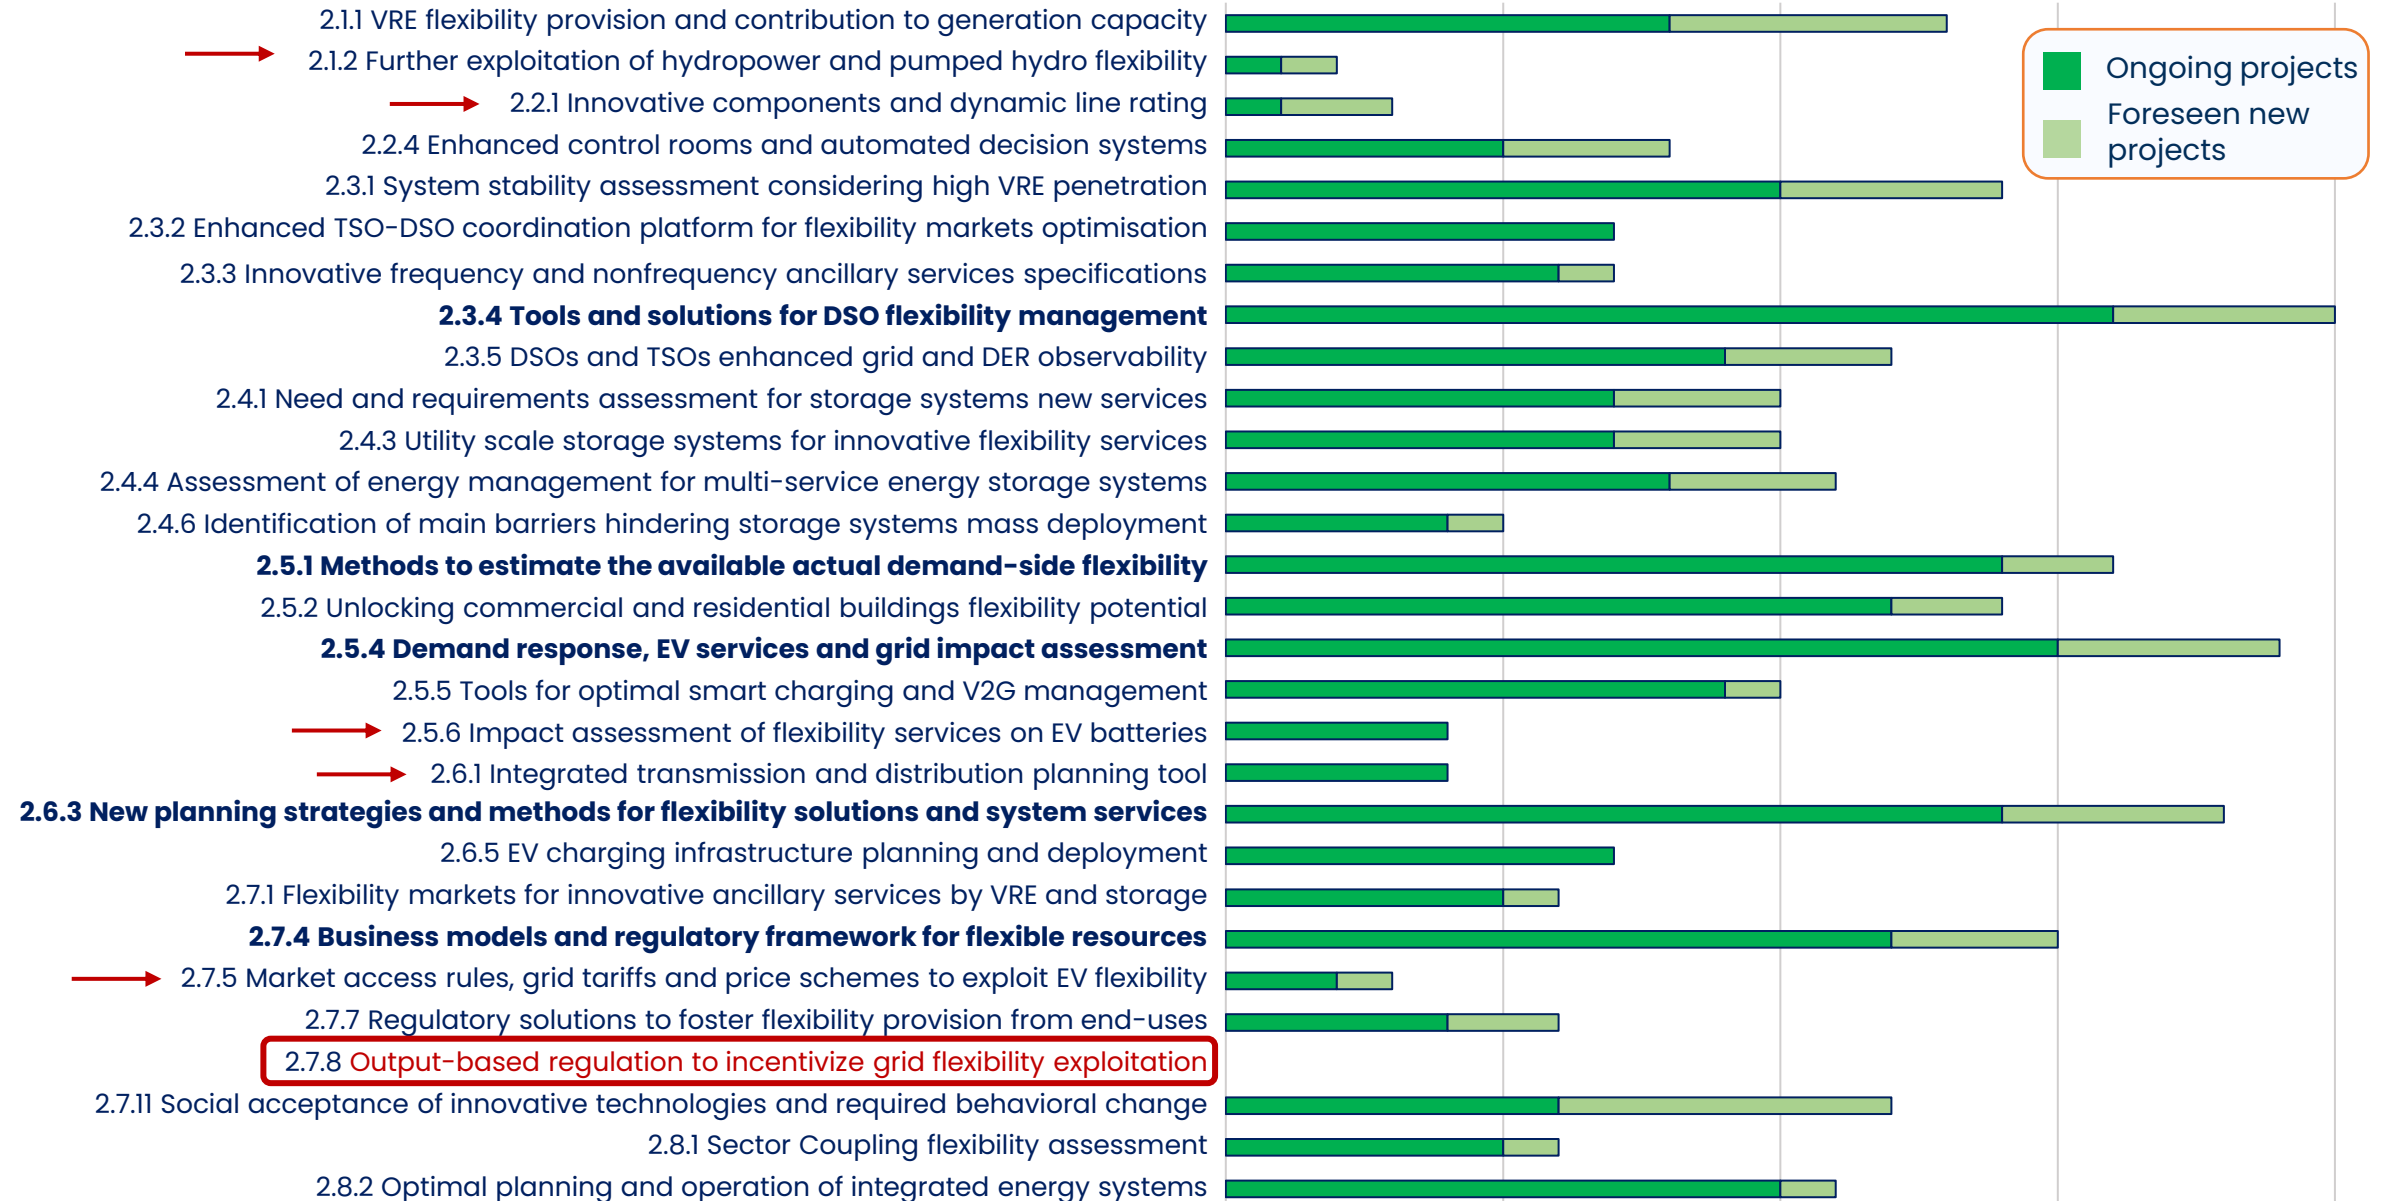 2.1.1 VRE flexibility provision and contribution to generation capacity
2.1.2 Further exploitation of hydropower and pumped hydro flexibility
2.2.1 Innovative components and dynamic line rating
2.2.4 Enhanced control rooms and automated decision systems
2.3.1 System stability assessment considering high VRE penetration
2.3.2 Enhanced TSO-DSO coordination platform for flexibility markets optimisation
2.3.3 Innovative frequency and nonfrequency ancillary services specifications
2.3.4 Tools and solutions for DSO flexibility management
2.3.5 DSOs and TSOs enhanced grid and DER observability
2.4.1 Need and requirements assessment for storage systems new services
2.4.3 Utility scale storage systems for innovative flexibility services
2.4.4 Assessment of energy management for multi-service energy storage systems
2.4.6 Identification of main barriers hindering storage systems mass deployment
2.5.1 Methods to estimate the available actual demand-side flexibility
2.5.2 Unlocking commercial and residential buildings flexibility potential
2.5.4 Demand response, EV services and grid impact assessment
2.5.5 Tools for optimal smart charging and V2G management
2.5.6 Impact assessment of flexibility services on EV batteries
2.6.1 Integrated transmission and distribution planning tool
2.6.3 New planning strategies and methods for flexibility solutions and system services
2.6.5 EV charging infrastructure planning and deployment
2.7.1 Flexibility markets for innovative ancillary services by VRE and storage
2.7.4 Business models and regulatory framework for flexible resources
2.7.5 Market access rules, grid tariffs and price schemes to exploit EV flexibility
2.7.7 Regulatory solutions to foster flexibility provision from end-uses
2.7.8 Output-based regulation to incentivize grid flexibility exploitation
2.7.11 Social acceptance of innovative technologies and required behavioral change
2.8.1 Sector Coupling flexibility assessment
2.8.2 Optimal planning and operation of integrated energy systems
Ongoing projects
Foreseen new
projects